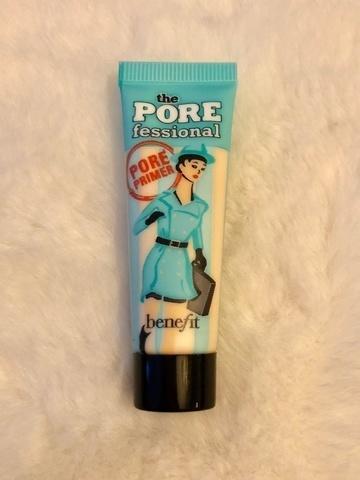 the
PORE
fessional
PORE
PRIMER
benefit